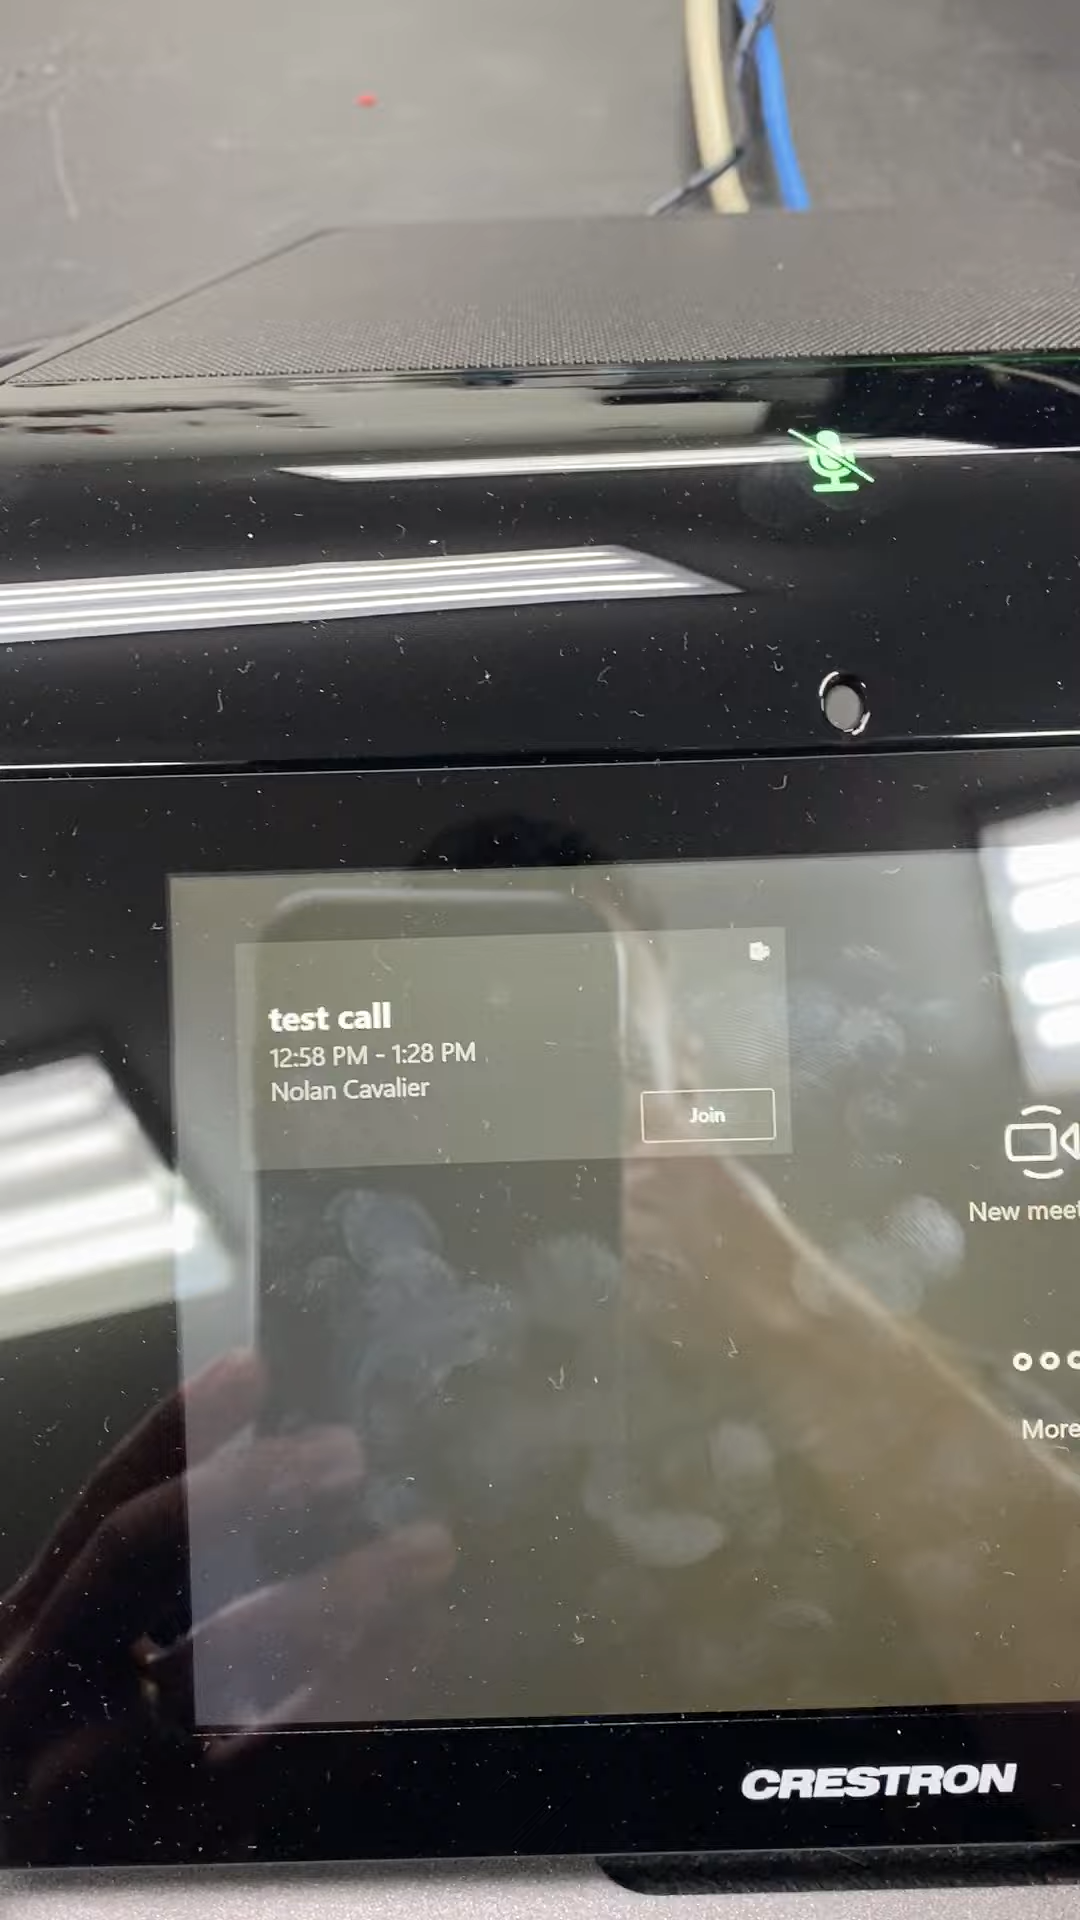 test call
12:58 PM - 1:28 PM
Nolan Cavalier
Join
New meet
More
CRESTRON